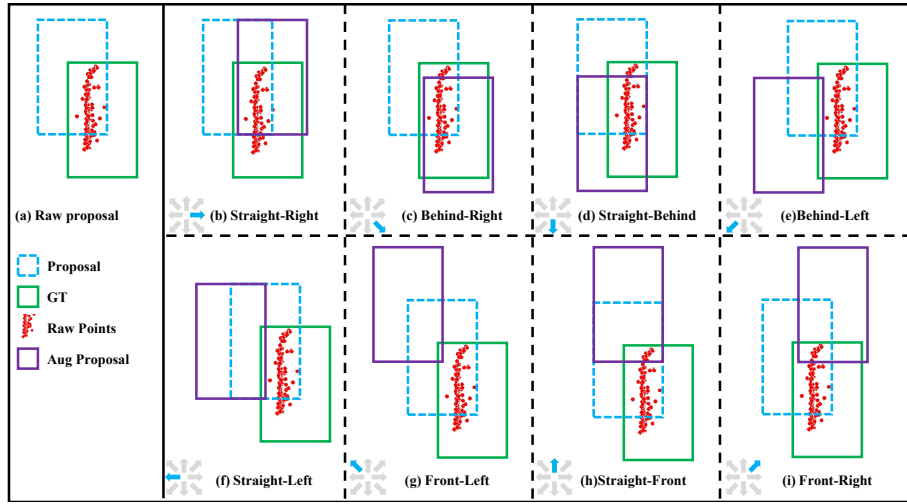 (a) Raw proposal
(b) Straight-Right
(c) Behind-Right
(d) Straight-Behind
(e)Behind-Left
Proposal
GT
Raw Points
Aug Proposal
(f) Straight-Left
(g) Front-Left
(h)Straight-Front
(i) Front-Right